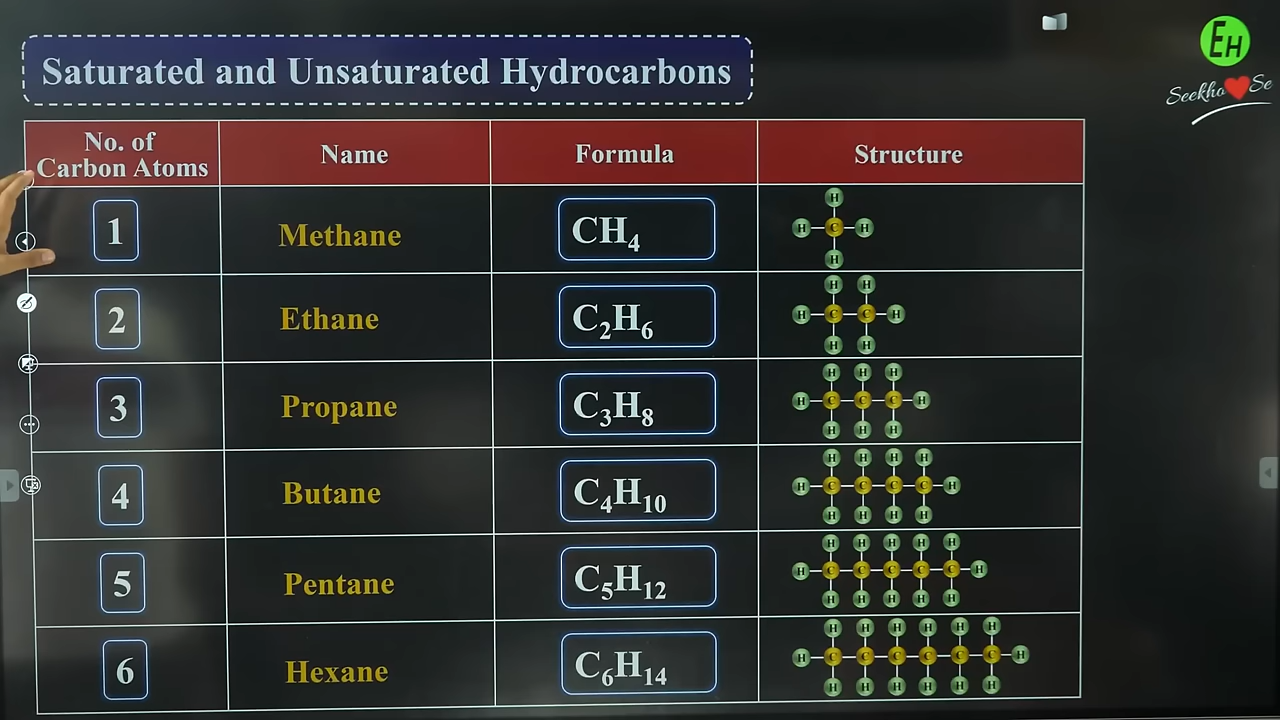 Saturated and Unsaturated Hydrocarbons
EH
Seekho Se
No. of
Carbon Atoms
Name
Formula
Structure
1
Methane
CH₄
H
H C H
H
2
Ethane
C₂H₆
H H
H C C H
H H
3
Propane
C₃H₈
H H H
H C C C H
H H H
4
Butane
C₄H₁₀
H H H H
H C C C C H
H H H H
5
Pentane
C₅H₁₂
H H H H H
H C C C C C H
H H H H H
6
Hexane
C₆H₁₄
H H H H H H
H C C C C C C H
H H H H H H